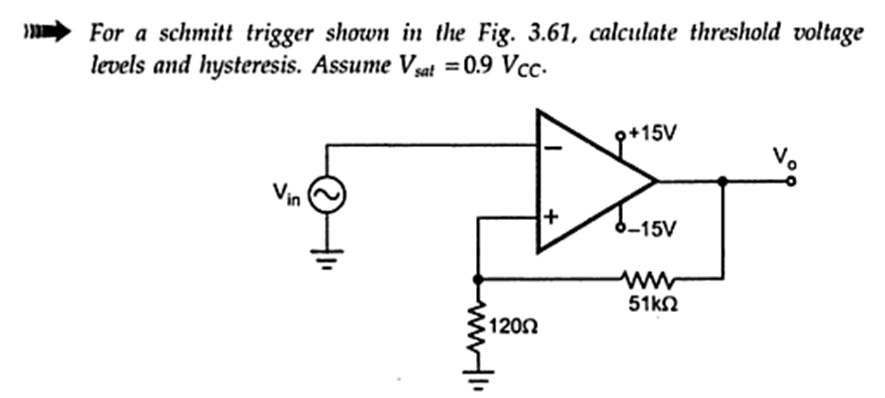 For a schmitt trigger shown in the Fig. 3.61, calculate threshold voltage
levels and hysteresis. Assume Vsat = 0.9 VCC.
+15V
Vo
Vin
−
+
–15V
51kΩ
120Ω